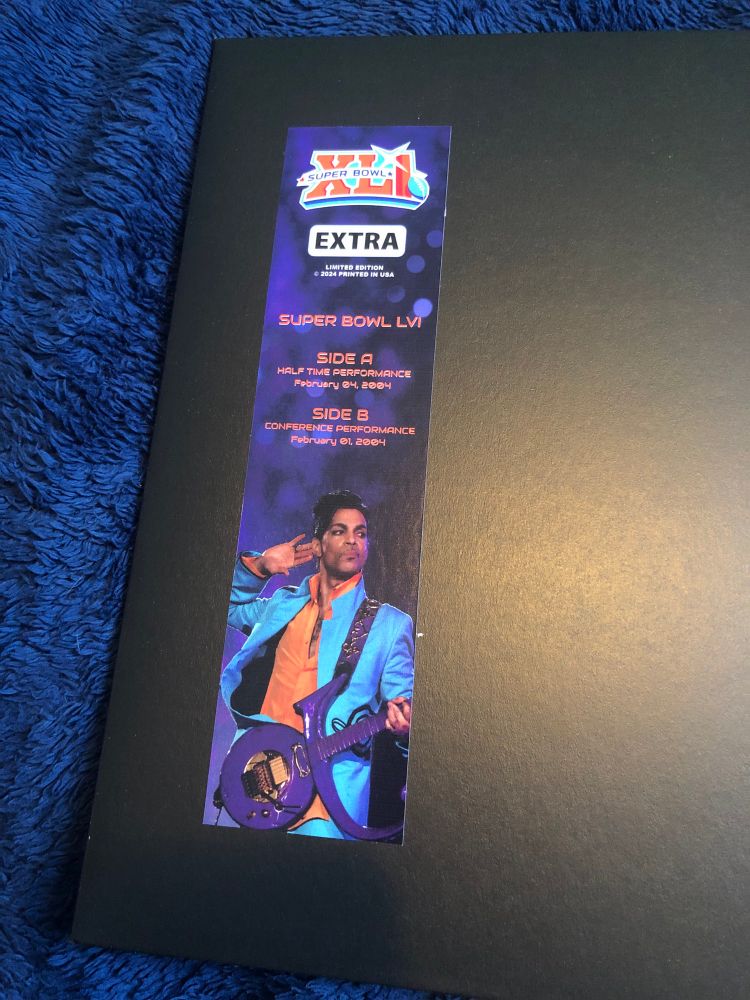 XLI
SUPER BOWL
EXTRA
LIMITED EDITION
© 2024 PRINTED IN USA
SUPER BOWL LVI
SIDE A
HALF TIME PERFORMANCE
February 04, 2004
SIDE B
CONFERENCE PERFORMANCE
February 01, 2004